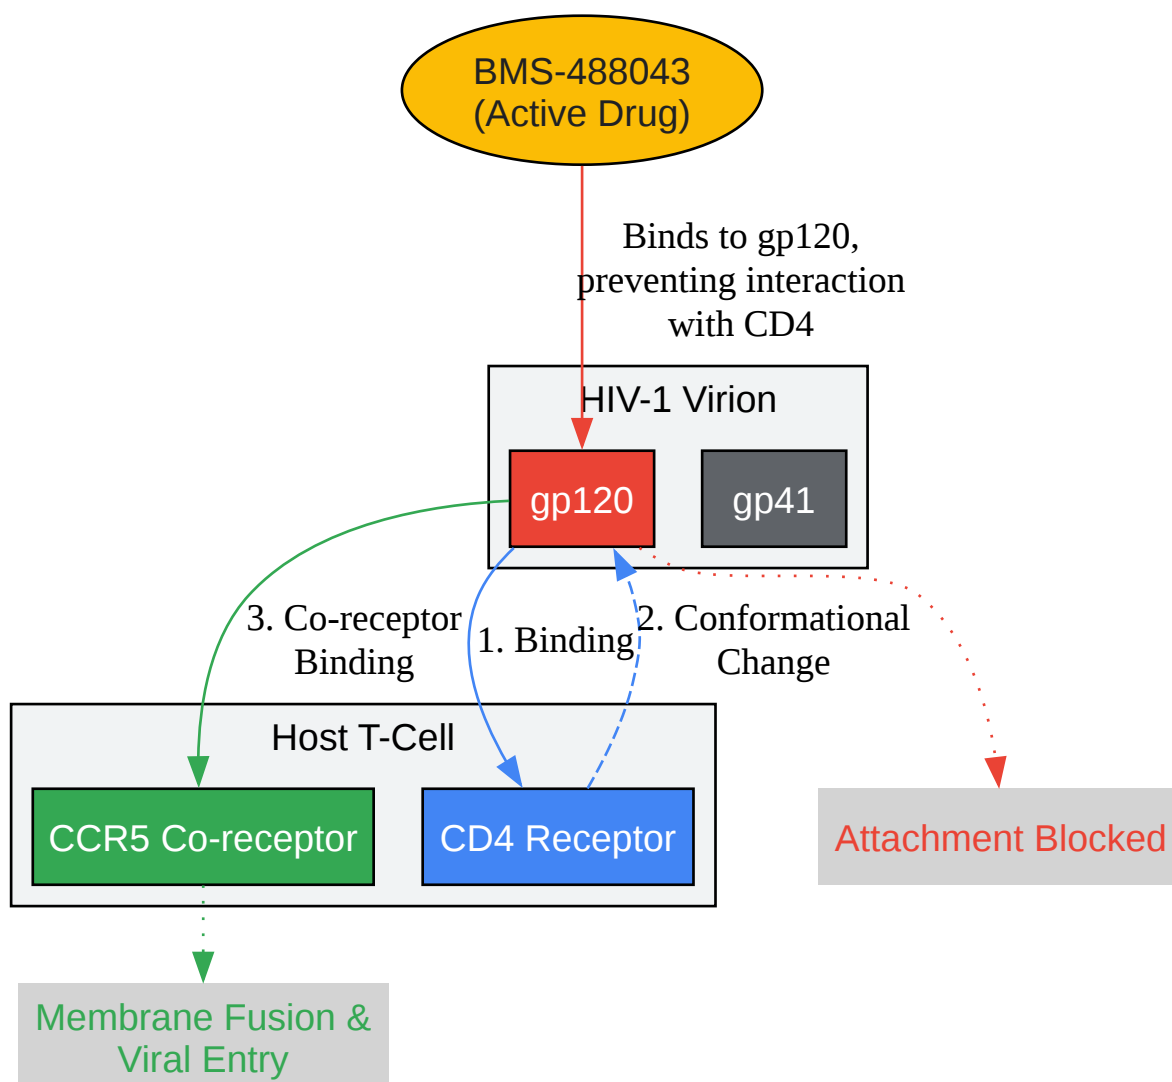 BMS-488043
(Active Drug)
Binds to gp120,
preventing interaction
with CD4
HIV-1 Virion
gp120
gp41
3. Co-receptor
Binding
1. Binding
2. Conformational
Change
Host T-Cell
CCR5 Co-receptor
CD4 Receptor
Attachment Blocked
Membrane Fusion &
Viral Entry